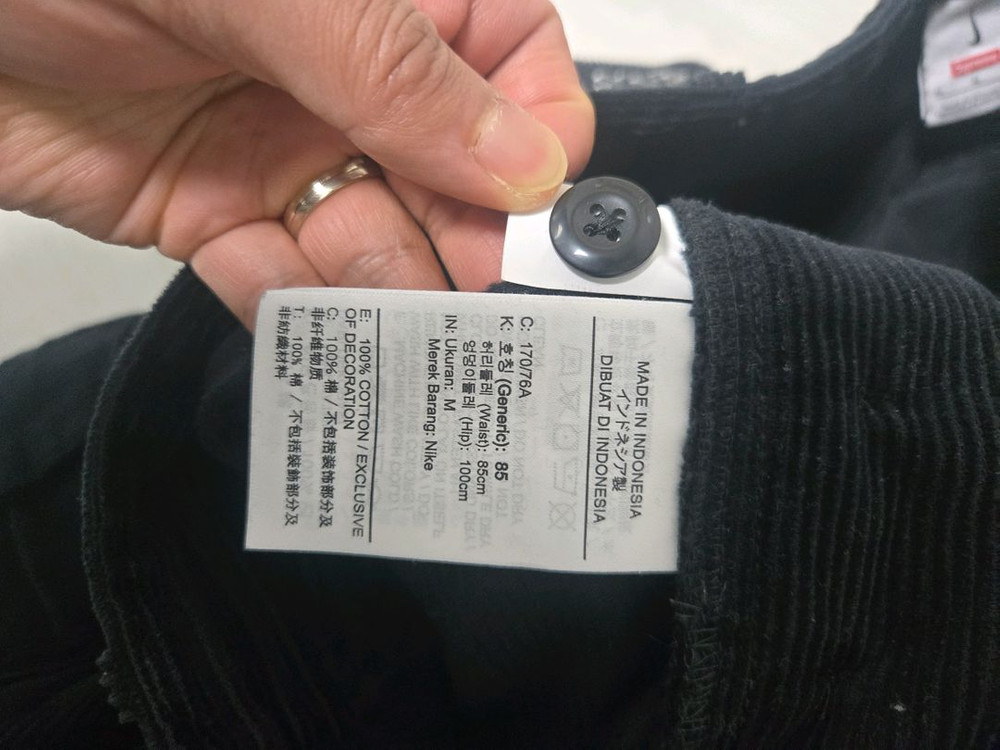 MADE IN INDONESIA
インドネシア製
DIBUAT DI INDONESIA
C: 170/76A
K: 호칭 (Generic): 85
허리둘레 (Waist): 85cm
엉덩이둘레 (Hip): 100cm
IN: Ukuran: M
Merek Barang: Nike
E: 100% COTTON / EXCLUSIVE
OF DECORATION
C: 100% 棉 / 不包括装饰部分及
非纤维物质
T: 100% 棉 / 不包括裝飾部分及
非紡織材料
Supreme